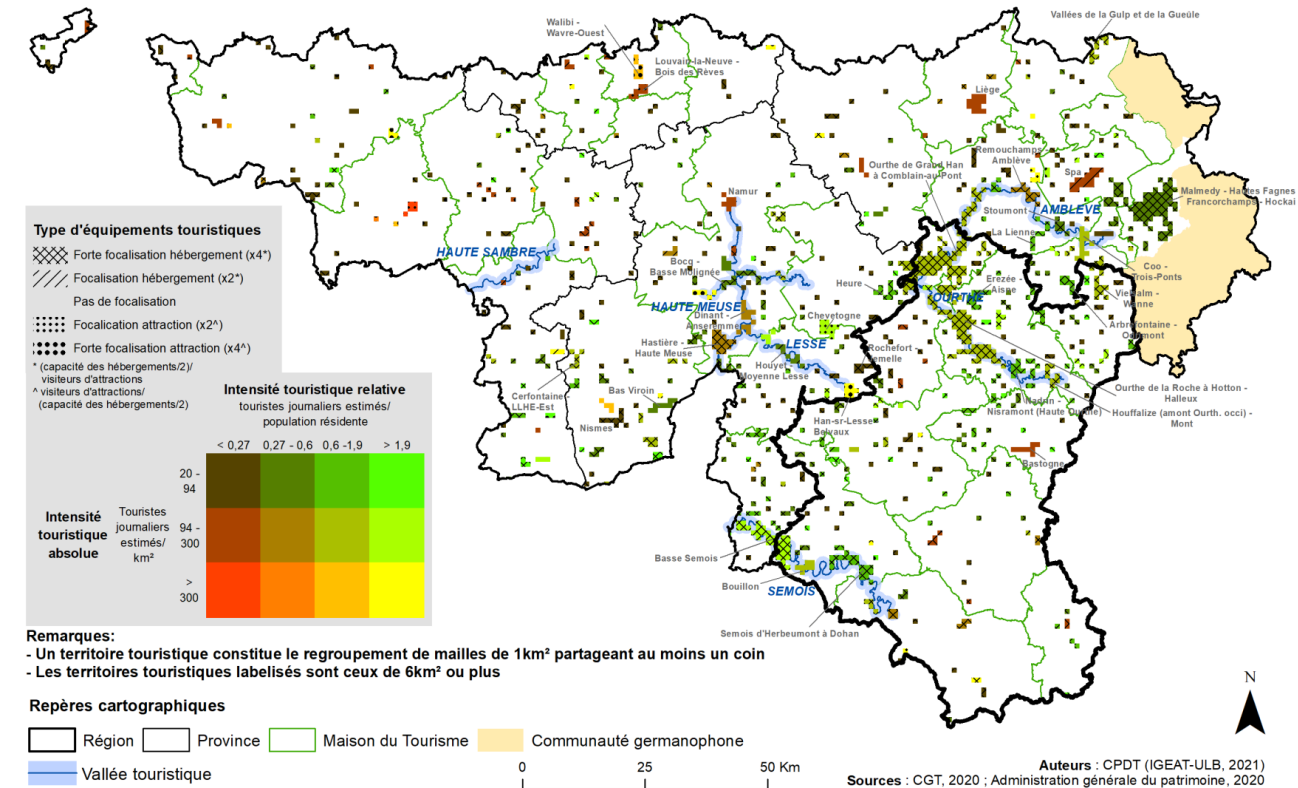 Vallées de la Gulp et de la Gueûle
Walibi -
Wavre-Ouest
Louvain-la-Neuve -
Bois des Rêves
Liège
Remouchamps -
Amblève
Ourthe de Grand Han
à Comblain-au-Pont
Spa
Malmedy - Hautes Fagnes
Francorchamps - Hockai
Namur
Stoumont
AMBLÈVE
La Lienne
HAUTE SAMBRE
Bocq -
Basse Molignée
Coo -
Trois-Ponts
Heure
Erezée -
Aisne
Vielsalm -
Wanne
OURTHE
HAUTE MEUSE
Dinant -
Anseremme
Chevetogne
Arbrefontaine -
Odrimont
Hastière -
Haute Meuse
LESSE
Rochefort -
Jemelle
Houyet -
Moyenne Lesse
Cerfontaine -
LLHE-Est
Bas Viroin
Ourthe de la Roche à Hotton -
Halleux
Nadrin -
Nisramont (Haute Ourthe)
Houffalize (amont Ourth. occi) -
Mont
Nismes
Han-sr-Lesse -
Belvaux
Bastogne
Basse Semois
Bouillon
SEMOIS
Semois d'Herbeumont à Dohan
Type d'équipements touristiques
Forte focalisation hébergement (x4*)
Focalisation hébergement (x2*)
Pas de focalisation
Focalication attraction (x2^)
Forte focalisation attraction (x4^)
* (capacité des hébergements/2)/
visiteurs d'attractions
^ visiteurs d'attractions/
(capacité des hébergements/2)
Intensité touristique relative
touristes journaliers estimés/
population résidente
< 0,27 0,27 - 0,6 0,6 -1,9 > 1,9
20 -
94
Intensité
touristique
absolue
Touristes
journaliers
estimés/
km²
94 -
300
>
300
Remarques:
- Un territoire touristique constitue le regroupement de mailles de 1km² partageant au moins un coin
- Les territoires touristiques labelisés sont ceux de 6km² ou plus
Repères cartographiques
Région Province Maison du Tourisme Communauté germanophone
Vallée touristique
0 25 50 Km
N
Auteurs : CPDT (IGEAT-ULB, 2021)
Sources : CGT, 2020 ; Administration générale du patrimoine, 2020